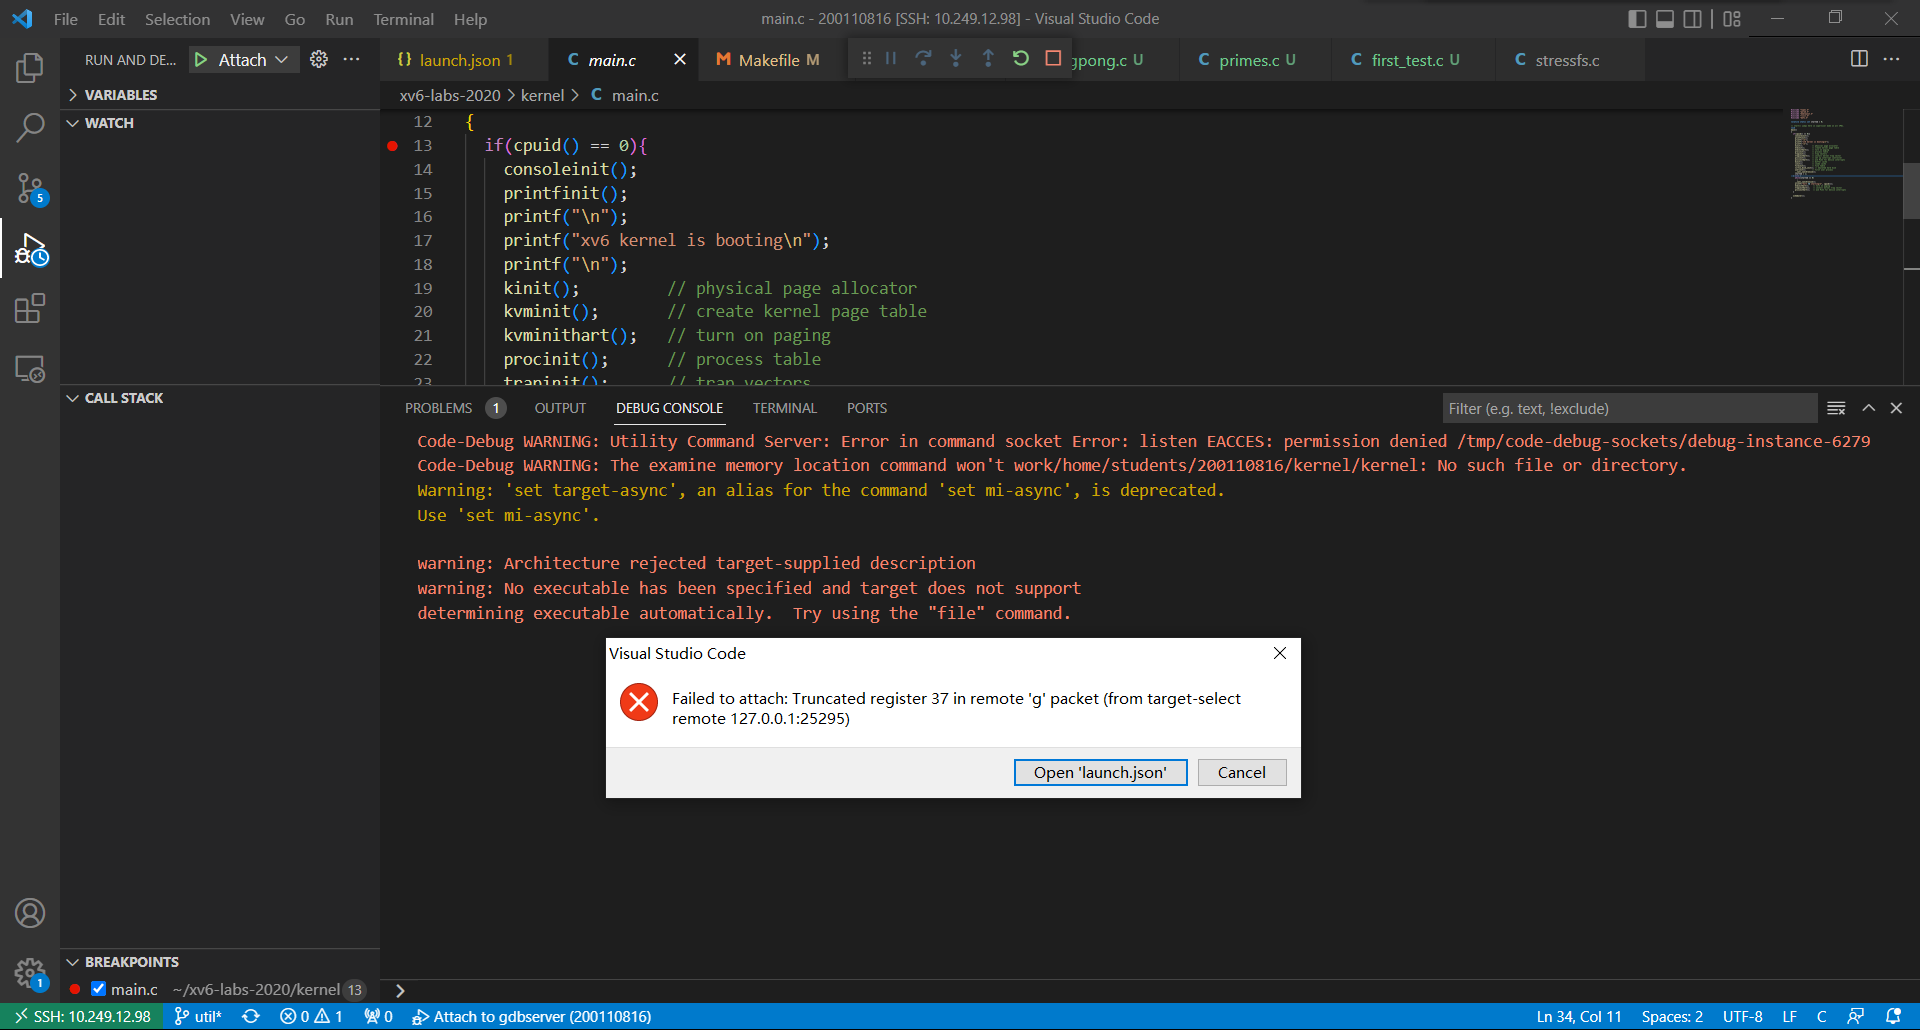 File Edit Selection View Go Run Terminal Help
main.c - 200110816 [SSH: 10.249.12.98] - Visual Studio Code
RUN AND DE... Attach
launch.json 1
main.c
Makefile M
gpong.c U
primes.c U
first_test.c U
stressfs.c
VARIABLES
WATCH
CALL STACK
BREAKPOINTS
main.c ~/xv6-labs-2020/kernel 13
xv6-labs-2020 > kernel > C main.c
12 {
13 if(cpuid() == 0){
14 consoleinit();
15 printfinit();
16 printf("\n");
17 printf("xv6 kernel is booting\n");
18 printf("\n");
19 kinit(); // physical page allocator
20 kvminit(); // create kernel page table
21 kvminithart(); // turn on paging
22 procinit(); // process table
23 trapinit(); // trap vectors
PROBLEMS 1 OUTPUT DEBUG CONSOLE TERMINAL PORTS
Filter (e.g. text, !exclude)
Code-Debug WARNING: Utility Command Server: Error in command socket Error: listen EACCES: permission denied /tmp/code-debug-sockets/debug-instance-6279
Code-Debug WARNING: The examine memory location command won't work/home/students/200110816/kernel/kernel: No such file or directory.
Warning: 'set target-async', an alias for the command 'set mi-async', is deprecated.
Use 'set mi-async'.
warning: Architecture rejected target-supplied description
warning: No executable has been specified and target does not support
determining executable automatically. Try using the "file" command.
Visual Studio Code
Failed to attach: Truncated register 37 in remote 'g' packet (from target-select
remote 127.0.0.1:25295)
Open 'launch.json'
Cancel
5
1
SSH: 10.249.12.98 util* 0 1 0 Attach to gdbserver (200110816)
Ln 34, Col 11 Spaces: 2 UTF-8 LF C